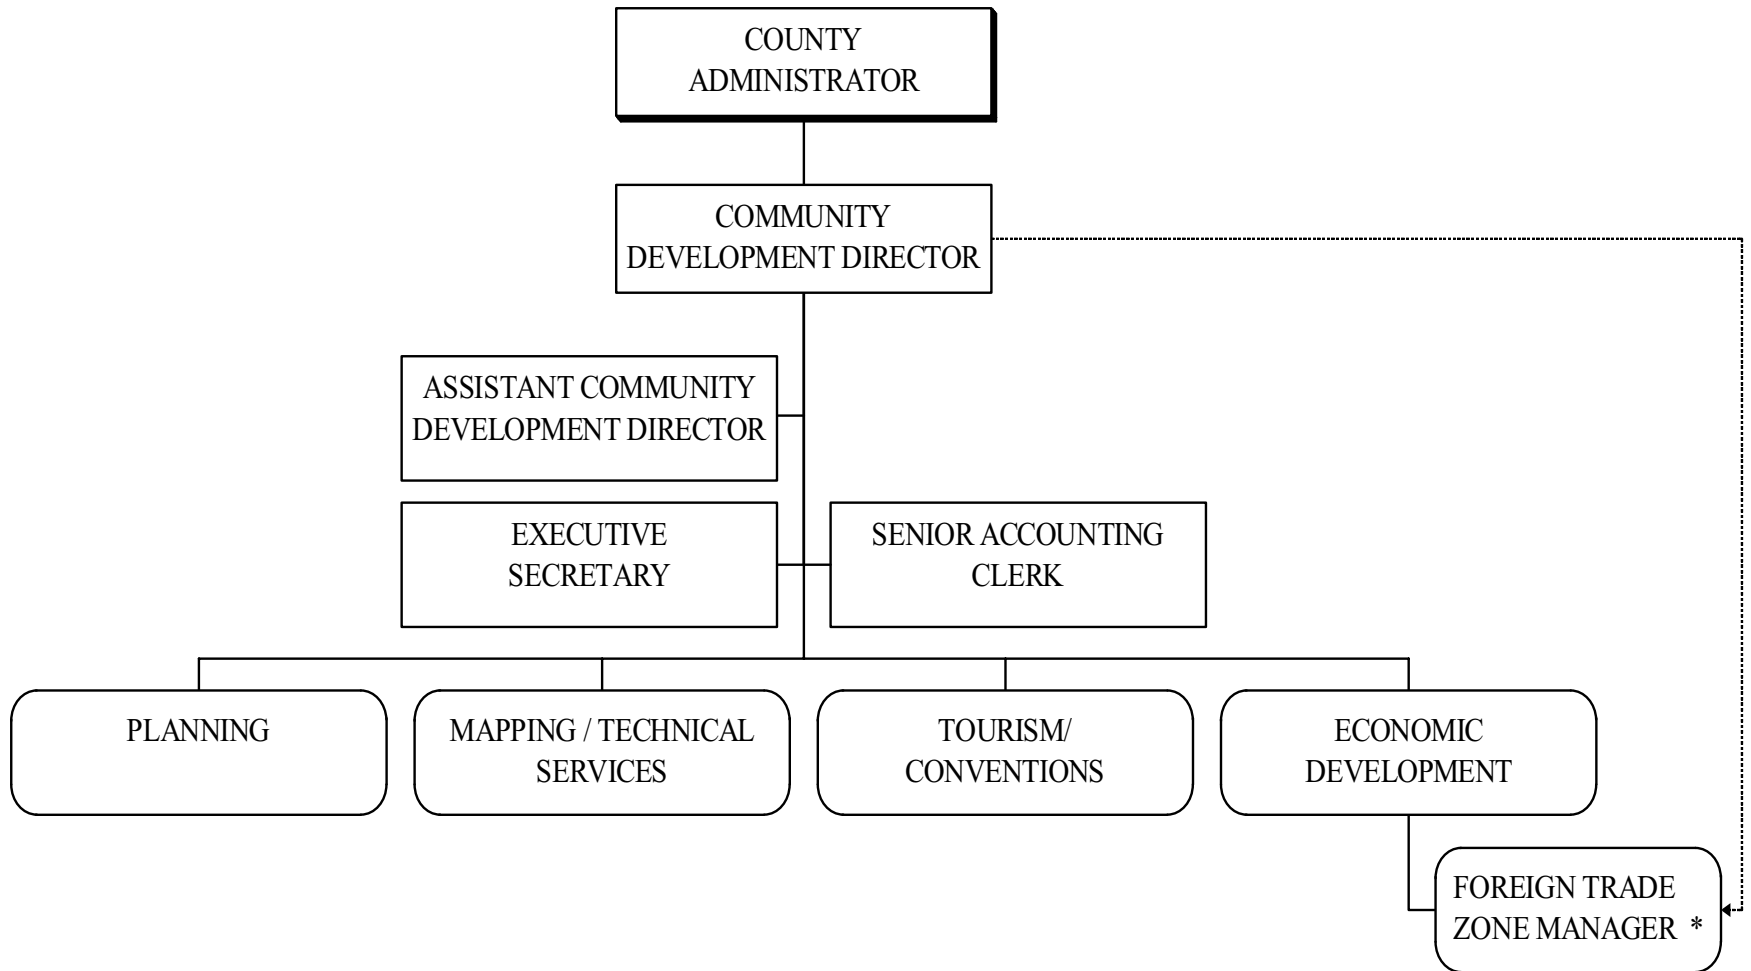 COUNTY
ADMINISTRATOR
COMMUNITY
DEVELOPMENT DIRECTOR
ASSISTANT COMMUNITY
DEVELOPMENT DIRECTOR
EXECUTIVE
SECRETARY
SENIOR ACCOUNTING
CLERK
PLANNING
MAPPING / TECHNICAL
SERVICES
TOURISM/
CONVENTIONS
ECONOMIC
DEVELOPMENT
FOREIGN TRADE
ZONE MANAGER *